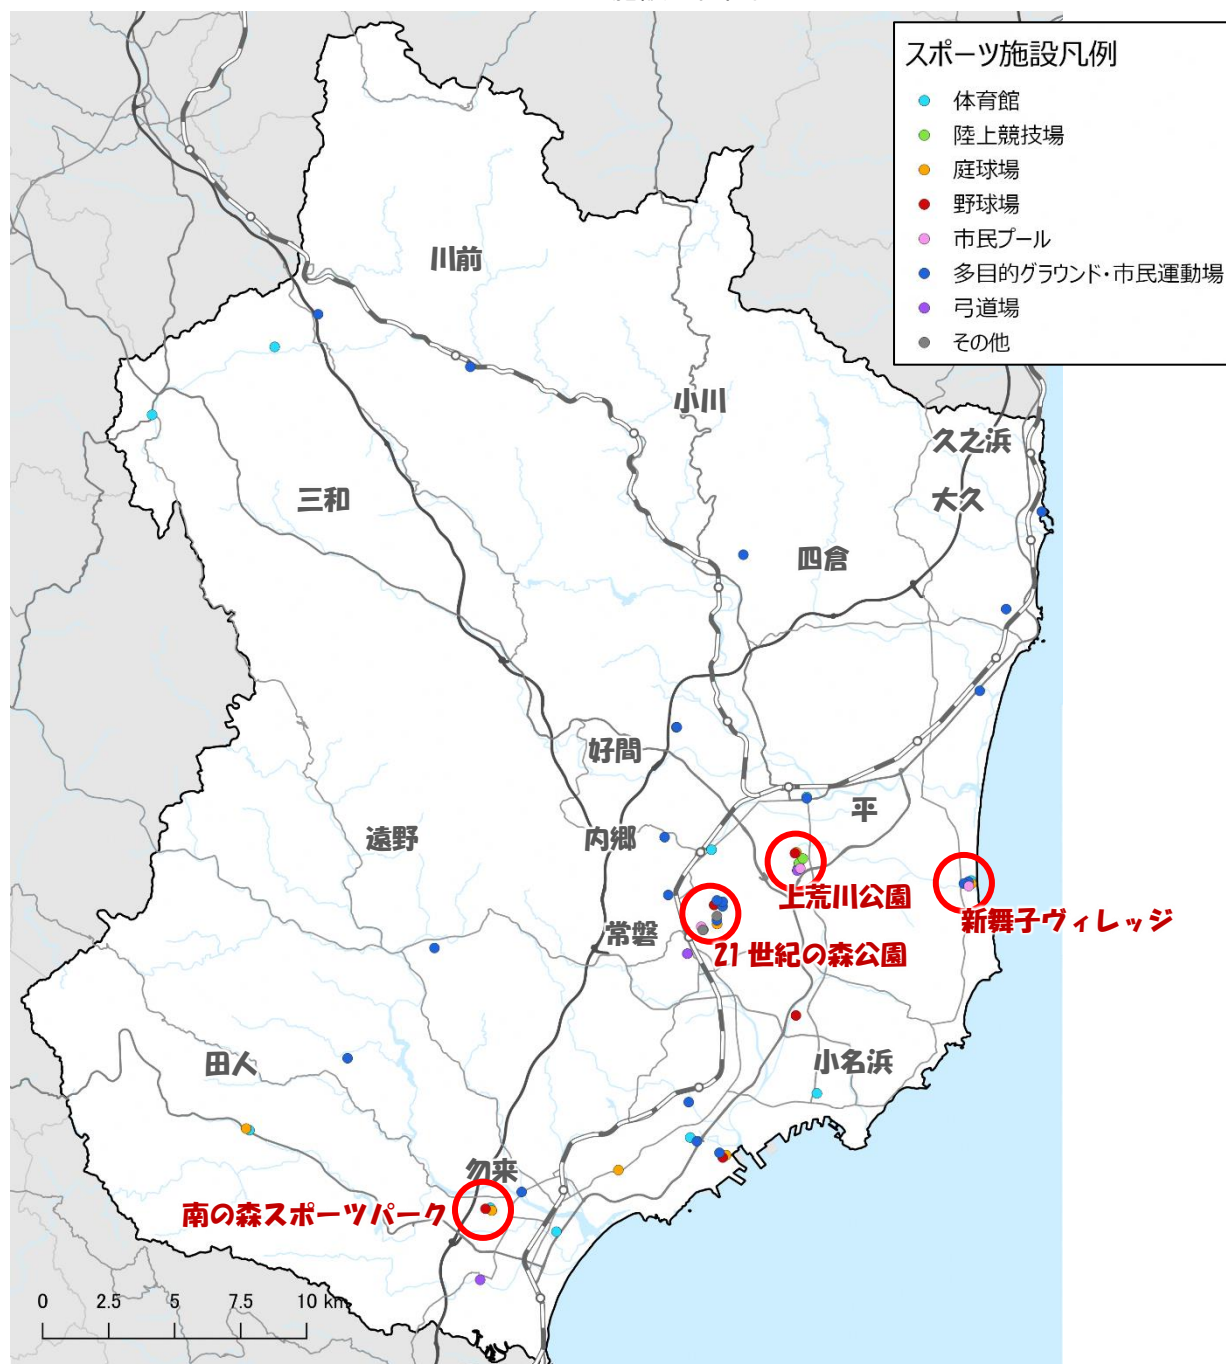 スポーツ施設凡例
体育館
陸上競技場
庭球場
野球場
市民プール
多目的グラウンド・市民運動場
弓道場
その他
川前
小川
久之浜
大久
三和
四倉
好間
平
遠野
内郷
上荒川公園
新舞子ヴィレッジ
常磐
21世紀の森公園
田人
小名浜
勿来
南の森スポーツパーク
0 2.5 5 7.5 10 km